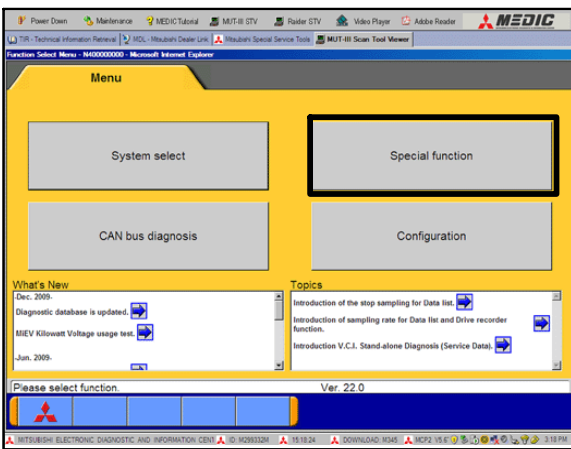 Power Down Maintenance MEDIC Tutorial MUT-III STV Raider STV Video Player Adobe Reader MEDIC
TIR - Technical Information Retrieval MDL - Mitsubishi Dealer Link Mitsubishi Special Service Tools MUT-III Scan Tool Viewer
Function Select Menu - N400000000 - Microsoft Internet Explorer
Menu
System select
Special function
CAN bus diagnosis
Configuration
What's New
-Dec. 2009-
Diagnostic database is updated.
MiEV Kilowatt Voltage usage test.
-Jun. 2009-
Topics
Introduction of the stop sampling for Data list.
Introduction of sampling rate for Data list and Drive recorder
function.
Introduction V.C.I. Stand-alone Diagnosis (Service Data).
Please select function.
Ver. 22.0
MITSUBISHI ELECTRONIC DIAGNOSTIC AND INFORMATION CENT ID: M299332M 15:18:24 DOWNLOAD: M345 MCP2 V5.6 3:18 PM